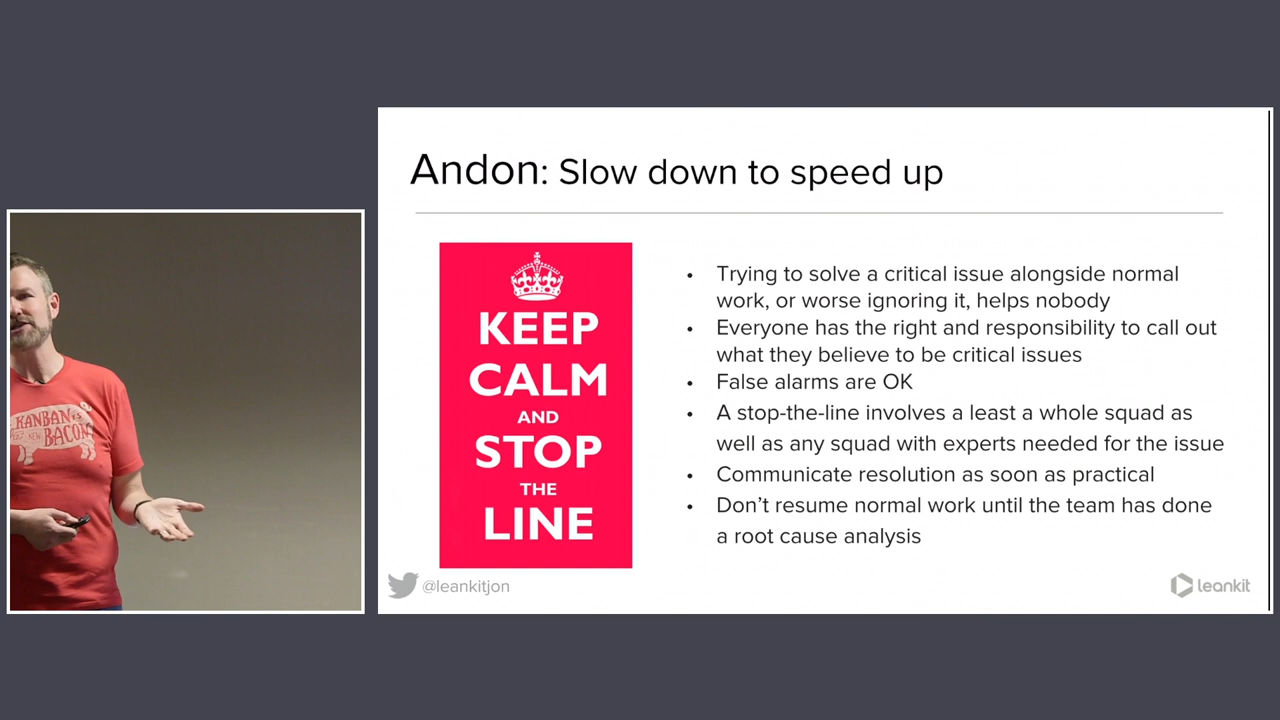 Andon: Slow down to speed up
KEEP
CALM
AND
STOP
THE
LINE
• Trying to solve a critical issue alongside normal
work, or worse ignoring it, helps nobody
• Everyone has the right and responsibility to call out
what they believe to be critical issues
• False alarms are OK
• A stop-the-line involves a least a whole squad as
well as any squad with experts needed for the issue
• Communicate resolution as soon as practical
• Don't resume normal work until the team has done
a root cause analysis
@leankitjon
leankit
KANBAN IS
THE NEW
BACON